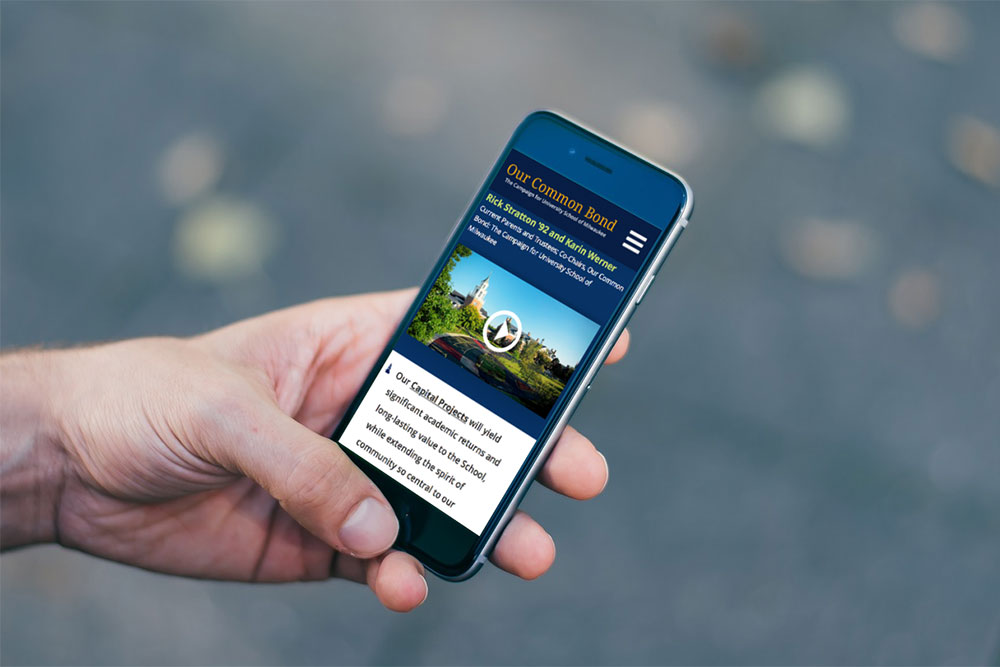 Our Common Bond
The Campaign for University School of Milwaukee
Rick Stratton '92 and Karin Werner
Current Parents and Trustees; Co-Chairs, Our Common
Bond: The Campaign for University School of
Milwaukee
Our Capital Projects will yield
significant academic returns and
long-lasting value to the School,
while extending the spirit of
community so central to our